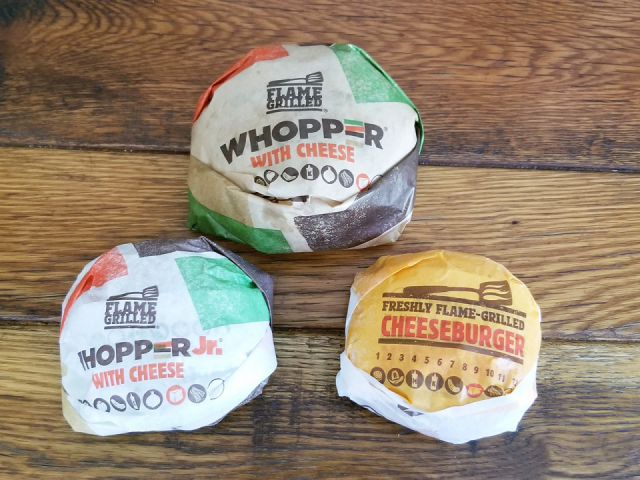 FLAME
GRILLED
WHOPPER
WITH CHEESE
FLAME
GRILLED
WHOPPER Jr.
WITH CHEESE
FRESHLY FLAME-GRILLED
CHEESEBURGER
1 2 3 4 5 6 7 8 9 10 11